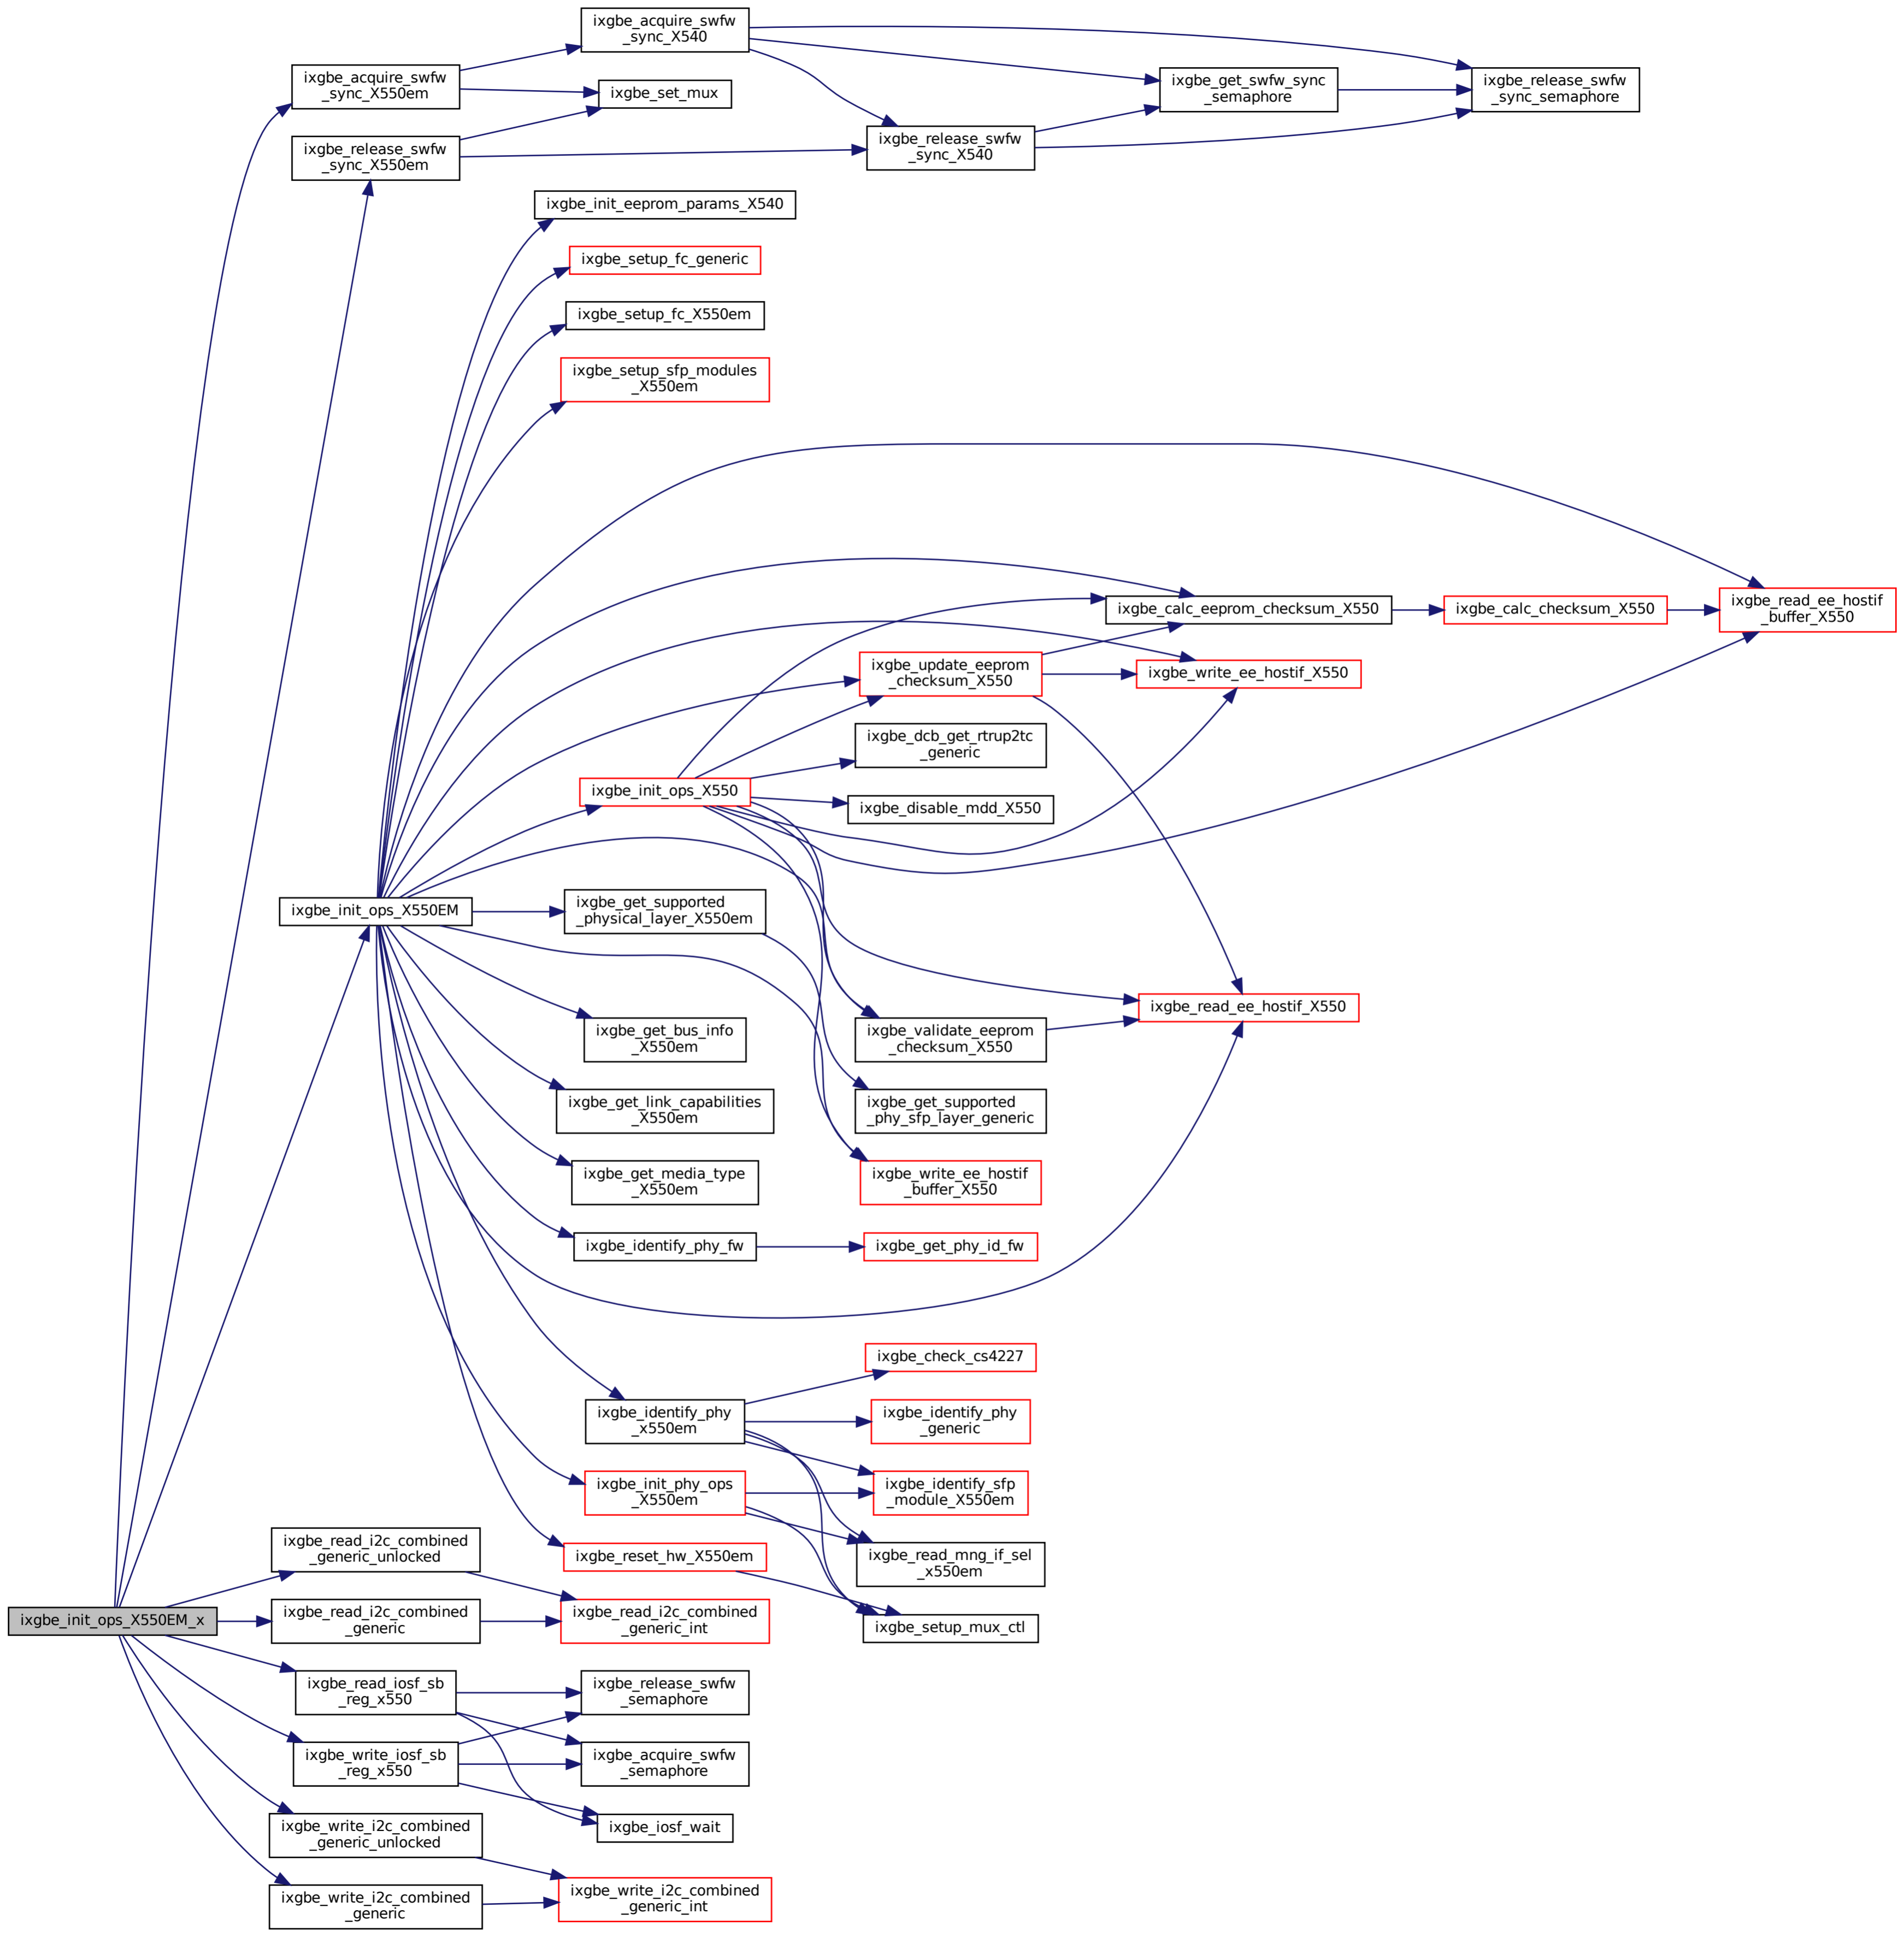 ixgbe_acquire_swfw
_sync_X540
ixgbe_acquire_swfw
_sync_X550em
ixgbe_set_mux
ixgbe_get_swfw_sync
_semaphore
ixgbe_release_swfw
_sync_semaphore
ixgbe_release_swfw
_sync_X550em
ixgbe_release_swfw
_sync_X540
ixgbe_init_eeprom_params_X540
ixgbe_setup_fc_generic
ixgbe_setup_fc_X550em
ixgbe_setup_sfp_modules
_X550em
ixgbe_calc_eeprom_checksum_X550
ixgbe_calc_checksum_X550
ixgbe_read_ee_hostif
_buffer_X550
ixgbe_update_eeprom
_checksum_X550
ixgbe_write_ee_hostif_X550
ixgbe_dcb_get_rtrup2tc
_generic
ixgbe_init_ops_X550
ixgbe_disable_mdd_X550
ixgbe_init_ops_X550EM
ixgbe_get_supported
_physical_layer_X550em
ixgbe_read_ee_hostif_X550
ixgbe_get_bus_info
_X550em
ixgbe_validate_eeprom
_checksum_X550
ixgbe_get_link_capabilities
_X550em
ixgbe_get_supported
_phy_sfp_layer_generic
ixgbe_get_media_type
_X550em
ixgbe_write_ee_hostif
_buffer_X550
ixgbe_identify_phy_fw
ixgbe_get_phy_id_fw
ixgbe_check_cs4227
ixgbe_identify_phy
_x550em
ixgbe_identify_phy
_generic
ixgbe_init_phy_ops
_X550em
ixgbe_identify_sfp
_module_X550em
ixgbe_read_i2c_combined
_generic_unlocked
ixgbe_reset_hw_X550em
ixgbe_read_mng_if_sel
_x550em
ixgbe_init_ops_X550EM_x
ixgbe_read_i2c_combined
_generic
ixgbe_read_i2c_combined
_generic_int
ixgbe_setup_mux_ctl
ixgbe_read_iosf_sb
_reg_x550
ixgbe_release_swfw
_semaphore
ixgbe_write_iosf_sb
_reg_x550
ixgbe_acquire_swfw
_semaphore
ixgbe_write_i2c_combined
_generic_unlocked
ixgbe_iosf_wait
ixgbe_write_i2c_combined
_generic
ixgbe_write_i2c_combined
_generic_int